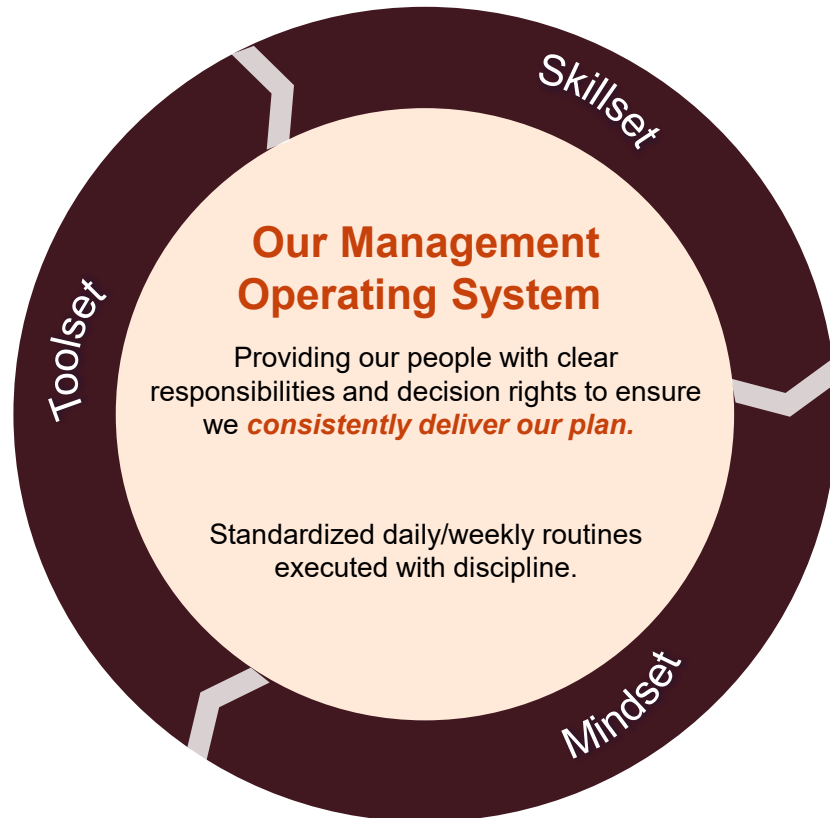 Skillset
Our Management
Operating System
Toolset
Providing our people with clear
responsibilities and decision rights to ensure
we consistently deliver our plan.
Standardized daily/weekly routines
executed with discipline.
Mindset